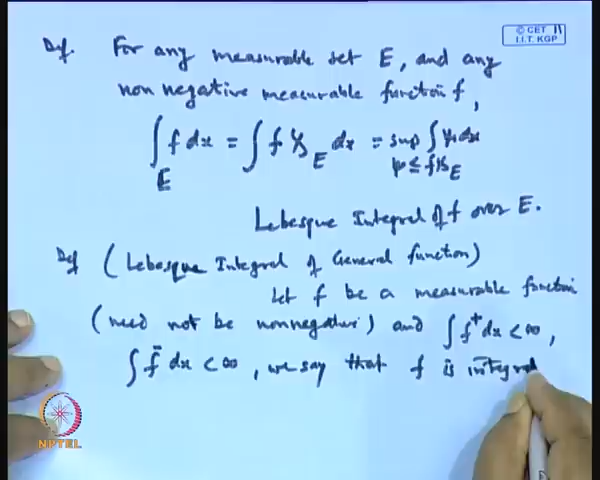 © CET
I.I.T. KGP
Def. For any measurable set E, and any
non negative measurable function f,
∫_E f dx = ∫ f χ_E dx = sup_{ψ ≤ f χ_E} ∫ ψ dx
Lebesgue Integral of f over E.
Def (Lebesgue Integral of General function)
Let f be a measurable function
(need not be nonnegative) and ∫ f⁺ dx < ∞,
∫ f⁻ dx < ∞, we say that f is integra
NPTEL